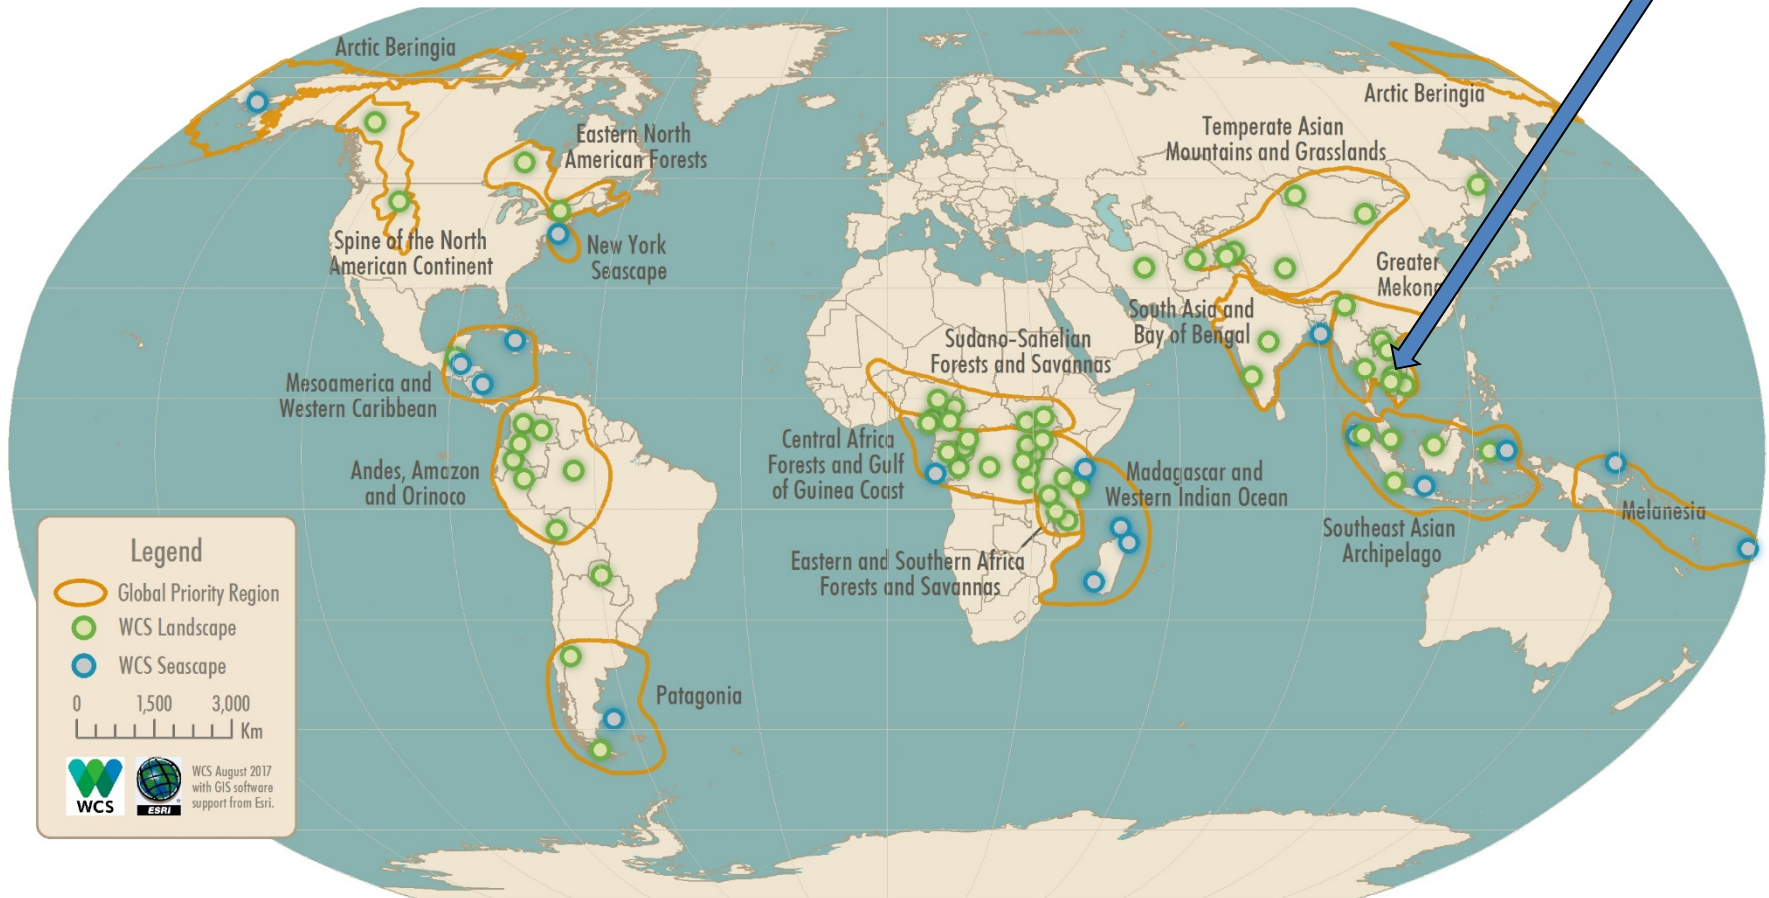 Arctic Beringia
Arctic Beringia
Eastern North
American Forests
Temperate Asian
Mountains and Grasslands
Spine of the North
American Continent
New York
Seascape
Greater
Mekong
South Asia and
Bay of Bengal
Sudano-Sahelian
Forests and Savannas
Mesoamerica and
Western Caribbean
Central Africa
Forests and Gulf
of Guinea Coast
Andes, Amazon
and Orinoco
Madagascar and
Western Indian Ocean
Melanesia
Southeast Asian
Archipelago
Eastern and Southern Africa
Forests and Savannas
Patagonia
Legend
Global Priority Region
WCS Landscape
WCS Seascape
0 1,500 3,000
Km
WCS
ESRI
WCS August 2017
with GIS software
support from Esri.